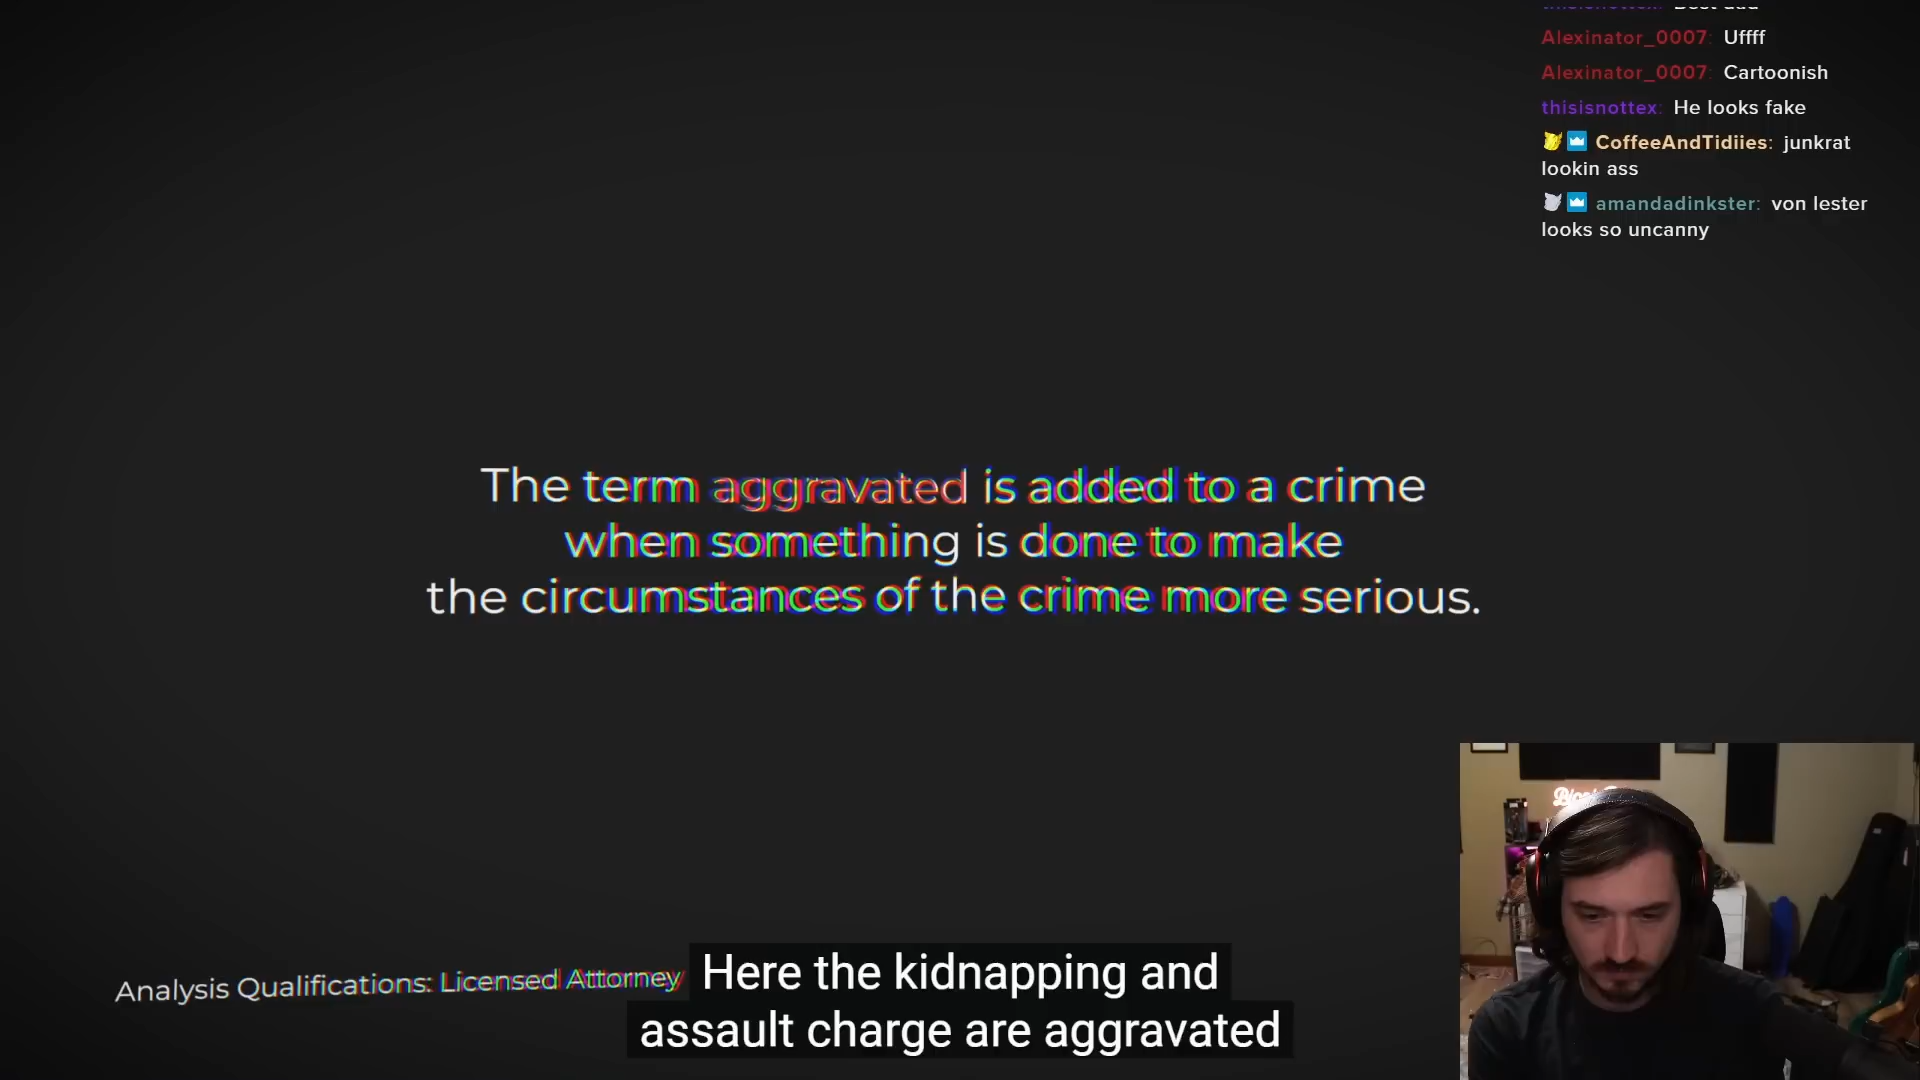 Best dad
Alexinator_0007: Uffff
Alexinator_0007: Cartoonish
thisisnottex: He looks fake
CoffeeAndTidiies: junkrat
lookin ass
amandadinkster: von lester
looks so uncanny
The term aggravated is added to a crime
when something is done to make
the circumstances of the crime more serious.
Analysis Qualifications: Licensed Attorney
Here the kidnapping and
assault charge are aggravated